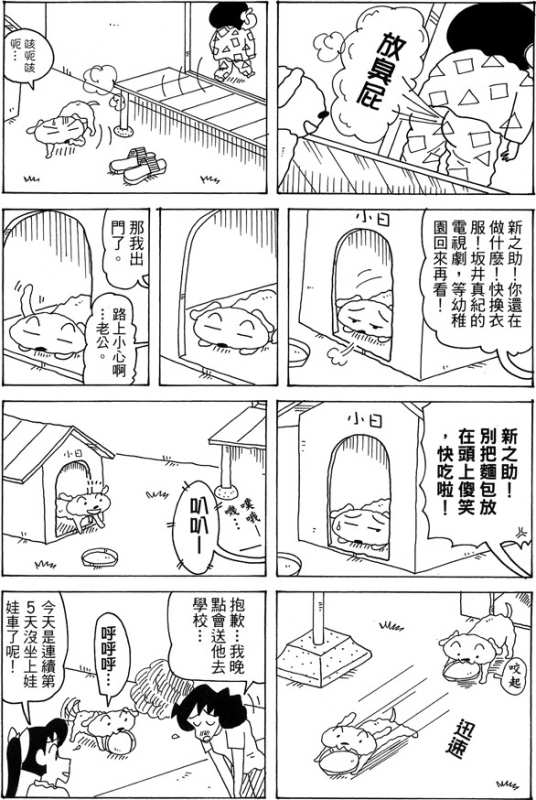 放臭屁
咳呃咳
呃…
新之助！你還在
做什麼！快換衣
服！坂井真紀的
電視劇，等幼稚
園回來再看！
小白
那我出
門了。
路上小心啊
…老公。
新之助！
別把麵包放
在頭上傻笑
，快吃啦！
小白
噗哦—
哦…
叭叭—
咬起
迅速
抱歉…我晚
點會送他去
學校…
呼呼呼…
今天是連續第
5天沒坐上娃
娃車了呢！